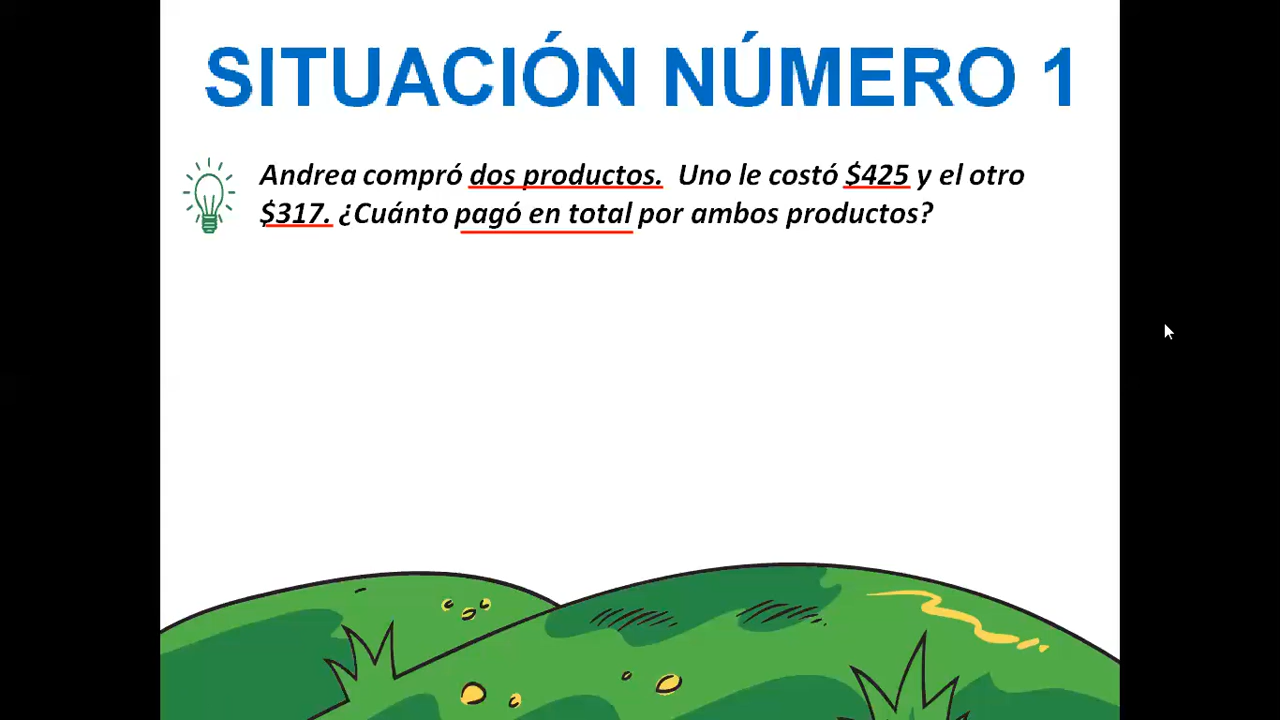 SITUACIÓN NÚMERO 1
Andrea compró dos productos. Uno le costó $425 y el otro
$317. ¿Cuánto pagó en total por ambos productos?